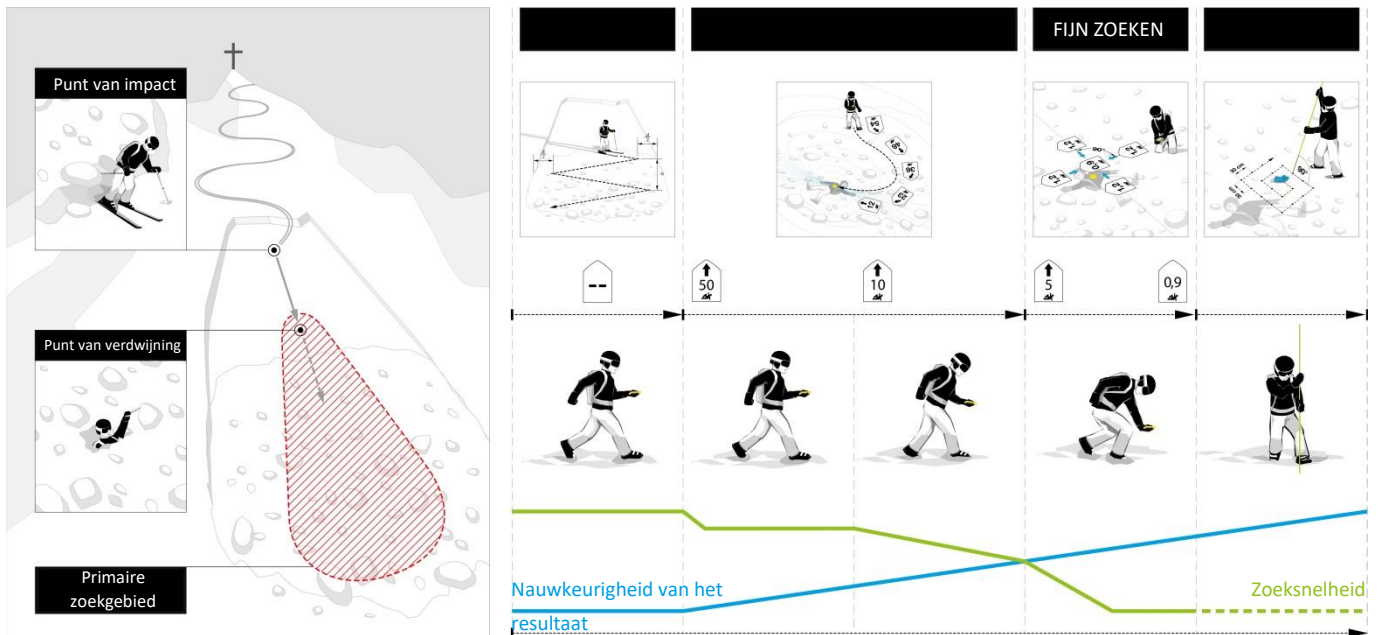 Punt van impact
Punt van verdwijning
Primaire
zoekgebied
FIJN ZOEKEN
--
50
10
5
0,9
Nauwkeurigheid van het
resultaat
Zoeksnelheid